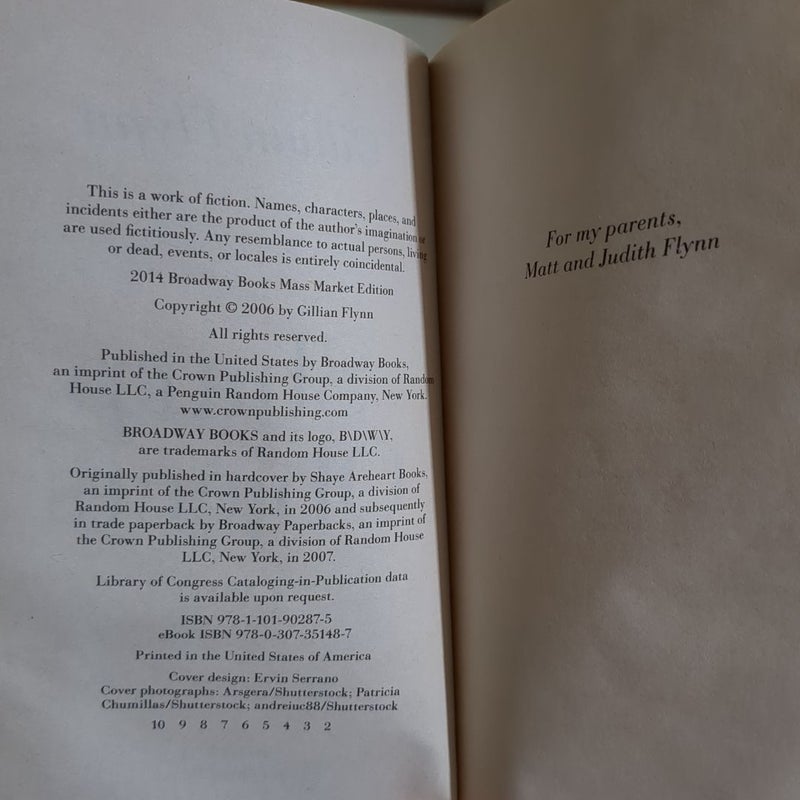 This is a work of fiction. Names, characters, places, and
incidents either are the product of the author's imagination or
are used fictitiously. Any resemblance to actual persons, living
or dead, events, or locales is entirely coincidental.
2014 Broadway Books Mass Market Edition
Copyright © 2006 by Gillian Flynn
All rights reserved.
Published in the United States by Broadway Books,
an imprint of the Crown Publishing Group, a division of Random
House LLC, a Penguin Random House Company, New York.
www.crownpublishing.com
BROADWAY BOOKS and its logo, B\D\W\Y,
are trademarks of Random House LLC.
Originally published in hardcover by Shaye Areheart Books,
an imprint of the Crown Publishing Group, a division of
Random House LLC, New York, in 2006 and subsequently
in trade paperback by Broadway Paperbacks, an imprint of
the Crown Publishing Group, a division of Random House
LLC, New York, in 2007.
Library of Congress Cataloging-in-Publication data
is available upon request.
ISBN 978-1-101-90287-5
eBook ISBN 978-0-307-35148-7
Printed in the United States of America
Cover design: Ervin Serrano
Cover photographs: Arsgera/Shutterstock; Patricia
Chumillas/Shutterstock; andreiuc88/Shutterstock
10 9 8 7 6 5 4 3 2
For my parents,
Matt and Judith Flynn